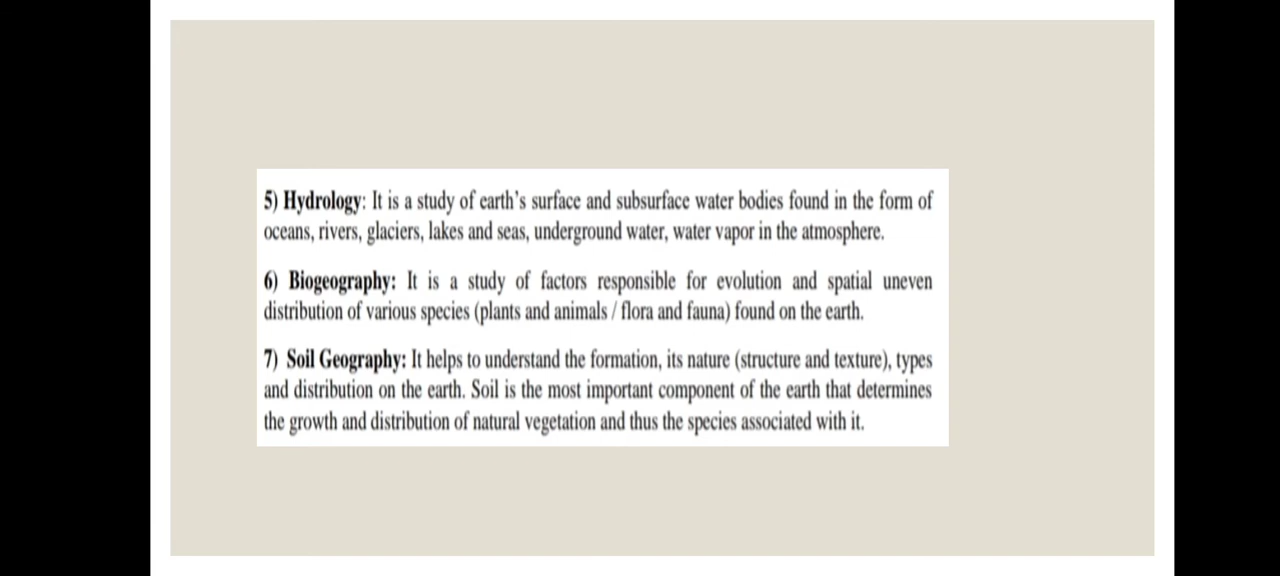 5) Hydrology: It is a study of earth's surface and subsurface water bodies found in the form of
oceans, rivers, glaciers, lakes and seas, underground water, water vapor in the atmosphere.
6) Biogeography: It is a study of factors responsible for evolution and spatial uneven
distribution of various species (plants and animals / flora and fauna) found on the earth.
7) Soil Geography: It helps to understand the formation, its nature (structure and texture), types
and distribution on the earth. Soil is the most important component of the earth that determines
the growth and distribution of natural vegetation and thus the species associated with it.